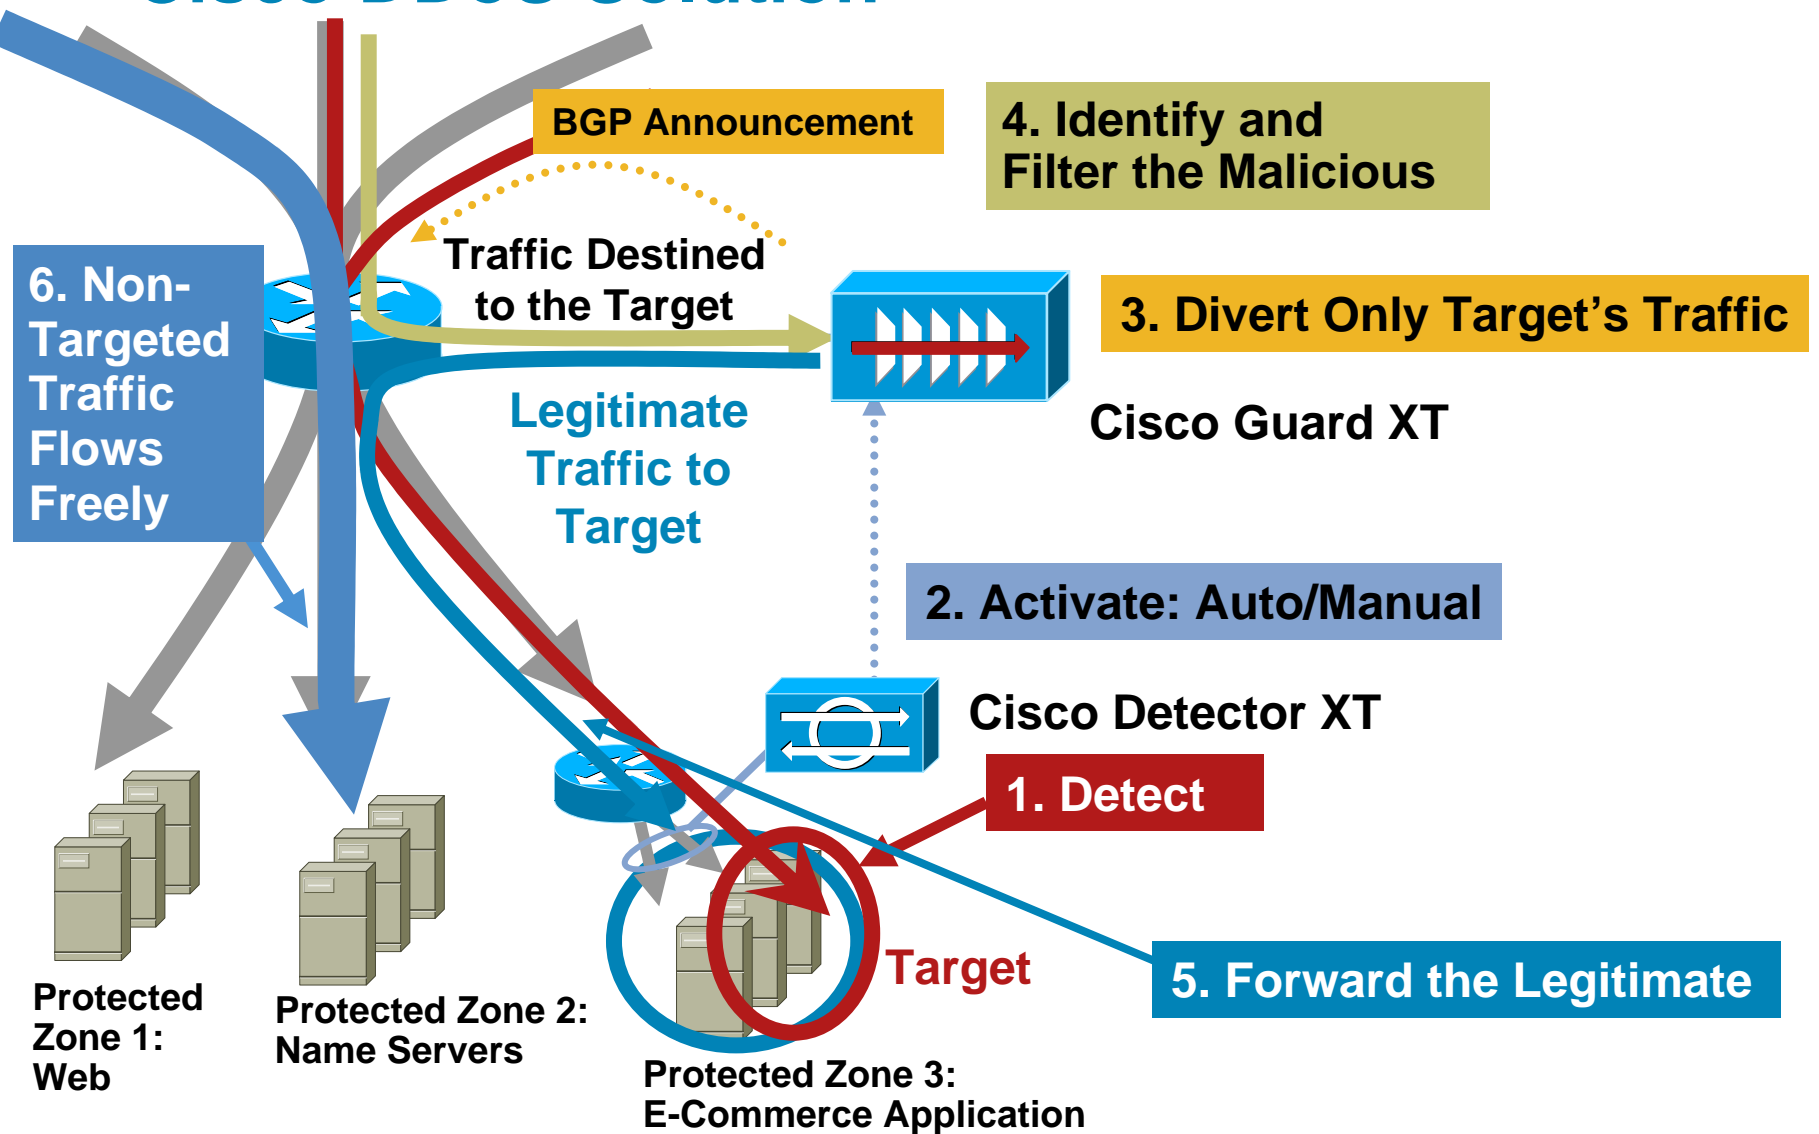 Cisco DDoS Solution
BGP Announcement
4. Identify and
Filter the Malicious
Traffic Destined
to the Target
6. Non-
Targeted
Traffic
Flows
Freely
3. Divert Only Target’s Traffic
Cisco Guard XT
Legitimate
Traffic to
Target
2. Activate: Auto/Manual
Cisco Detector XT
1. Detect
Target
5. Forward the Legitimate
Protected
Zone 1:
Web
Protected Zone 2:
Name Servers
Protected Zone 3:
E-Commerce Application